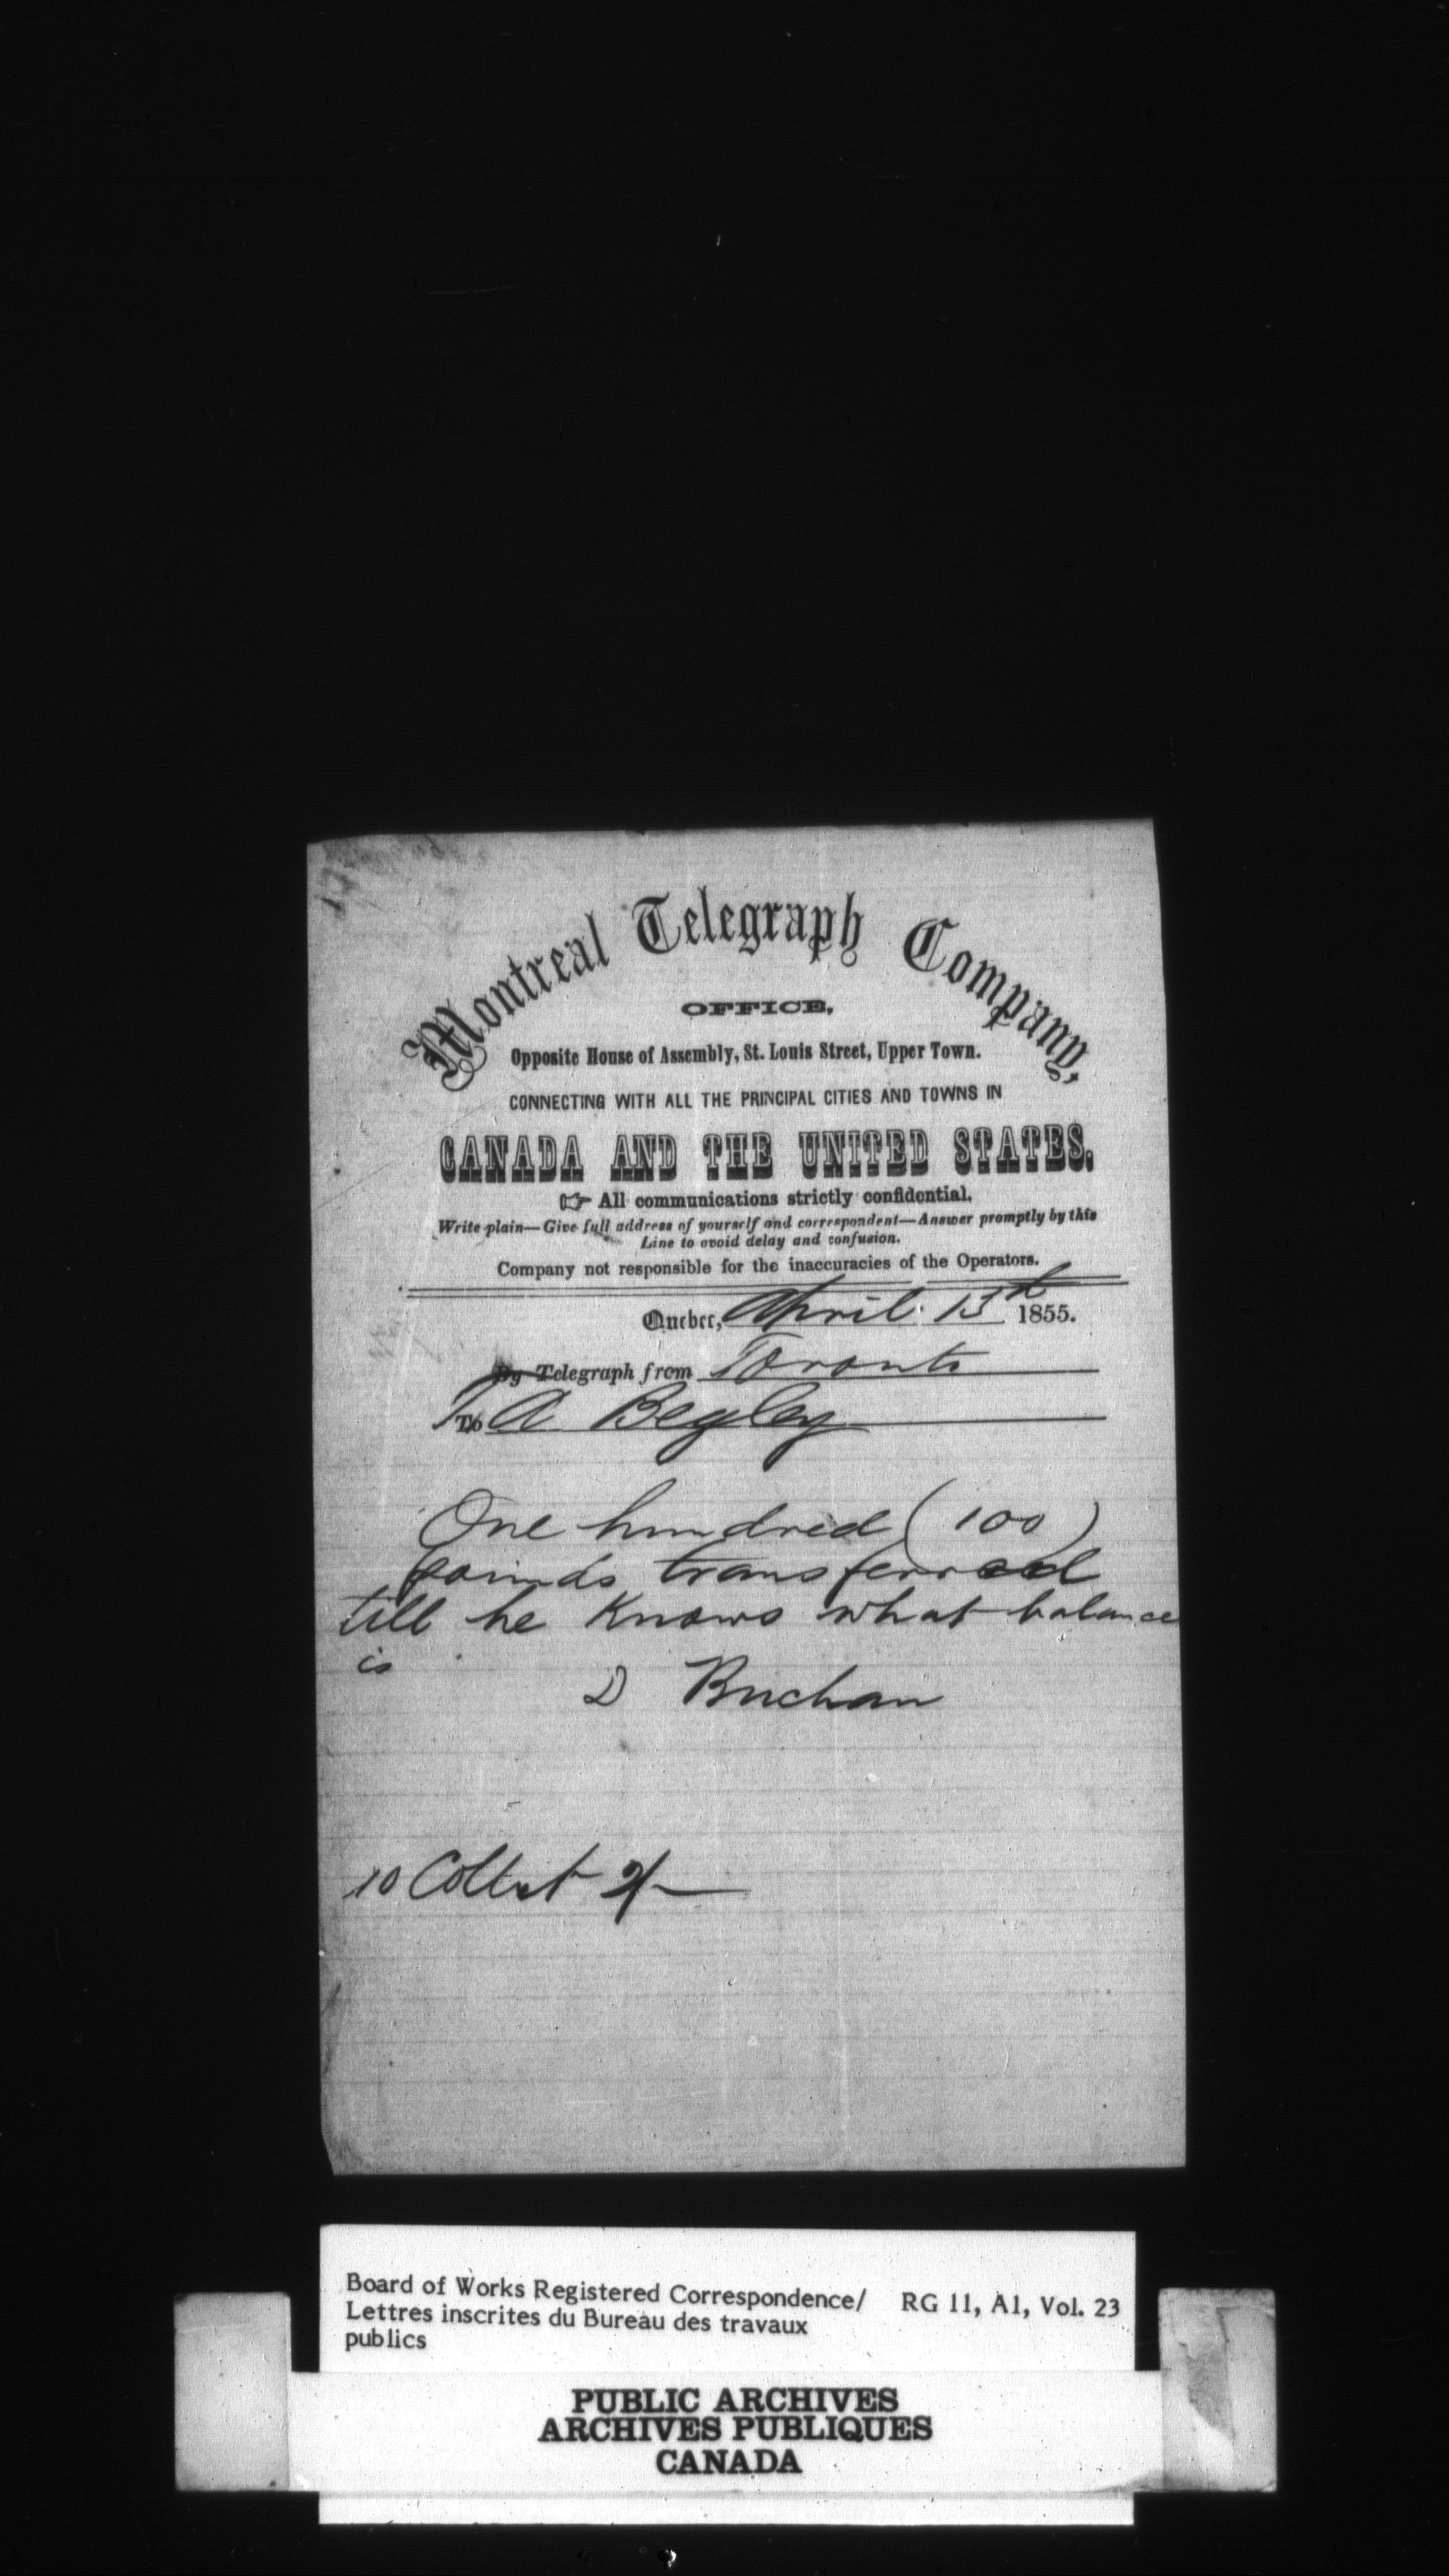 Montreal Telegraph Company,
OFFICE,
Opposite House of Assembly, St. Louis Street, Upper Town.
CONNECTING WITH ALL THE PRINCIPAL CITIES AND TOWNS IN
CANADA AND THE UNITED STATES.
☞ All communications strictly confidential.
Write plain—Give full address of yourself and correspondent—Answer promptly by this
Line to avoid delay and confusion.
Company not responsible for the inaccuracies of the Operators.
Quebec, April 13th 1855.
By Telegraph from Toronto
To A Begley
One hundred (100)
pounds transferred
till he Knows what balance
is
D Buchan
10 Collect 2/-
Board of Works Registered Correspondence/ RG 11, A1, Vol. 23
Lettres inscrites du Bureau des travaux
publics
PUBLIC ARCHIVES
ARCHIVES PUBLIQUES
CANADA